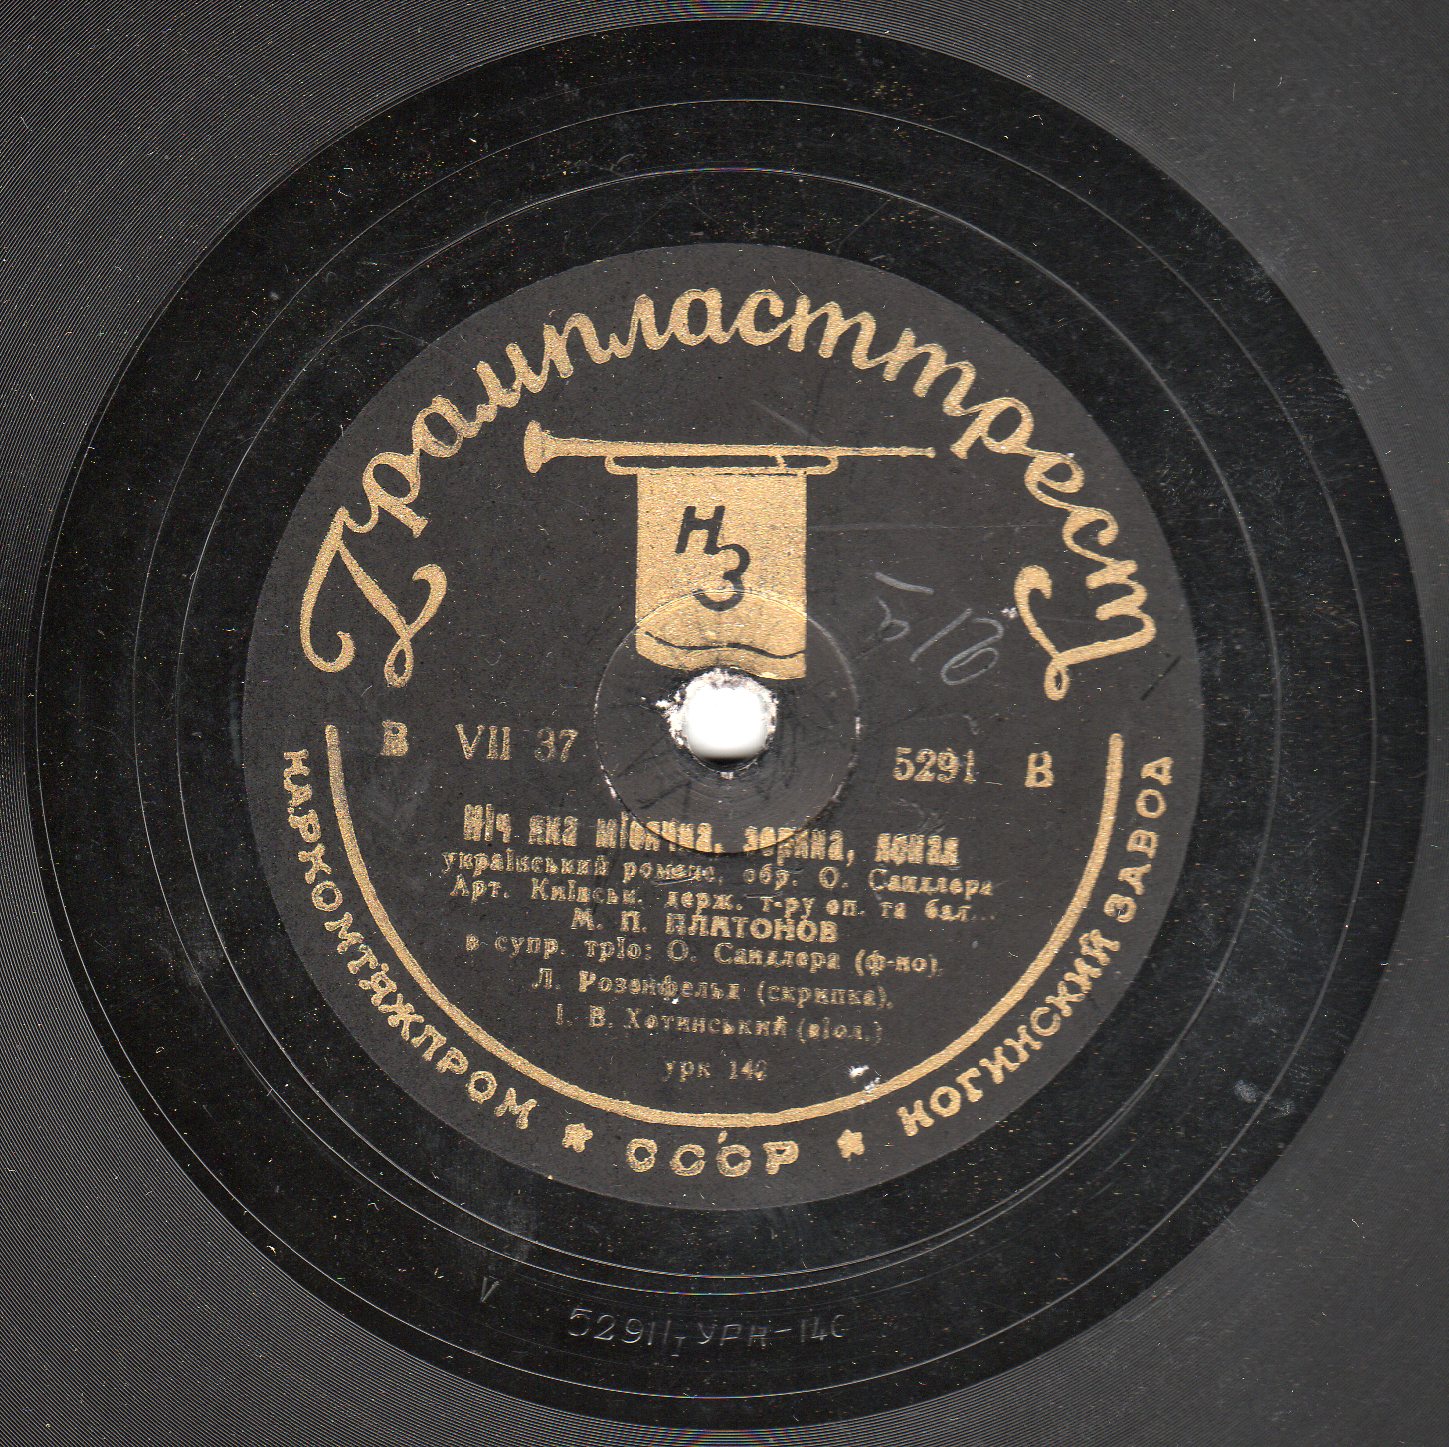 Грампласттрест
НЗ
В VII 37 5291 В
Ніч яка місячна, зоряна, ясная
український романс, обр. О. Сандлера
Арт. Київськ. держ. т-ру оп. та бал...
М. П. ПЛАТОНОВ
в супр. тріо: О. Сандлера (ф-но),
Л. Розенфельд (скрипка),
І. В. Хотинський (віол.)
урк 140
НАРКОМТЯЖПРОМ ★ СССР ★ НОГИНСКИЙ ЗАВОД
V 5291/т УРК-140